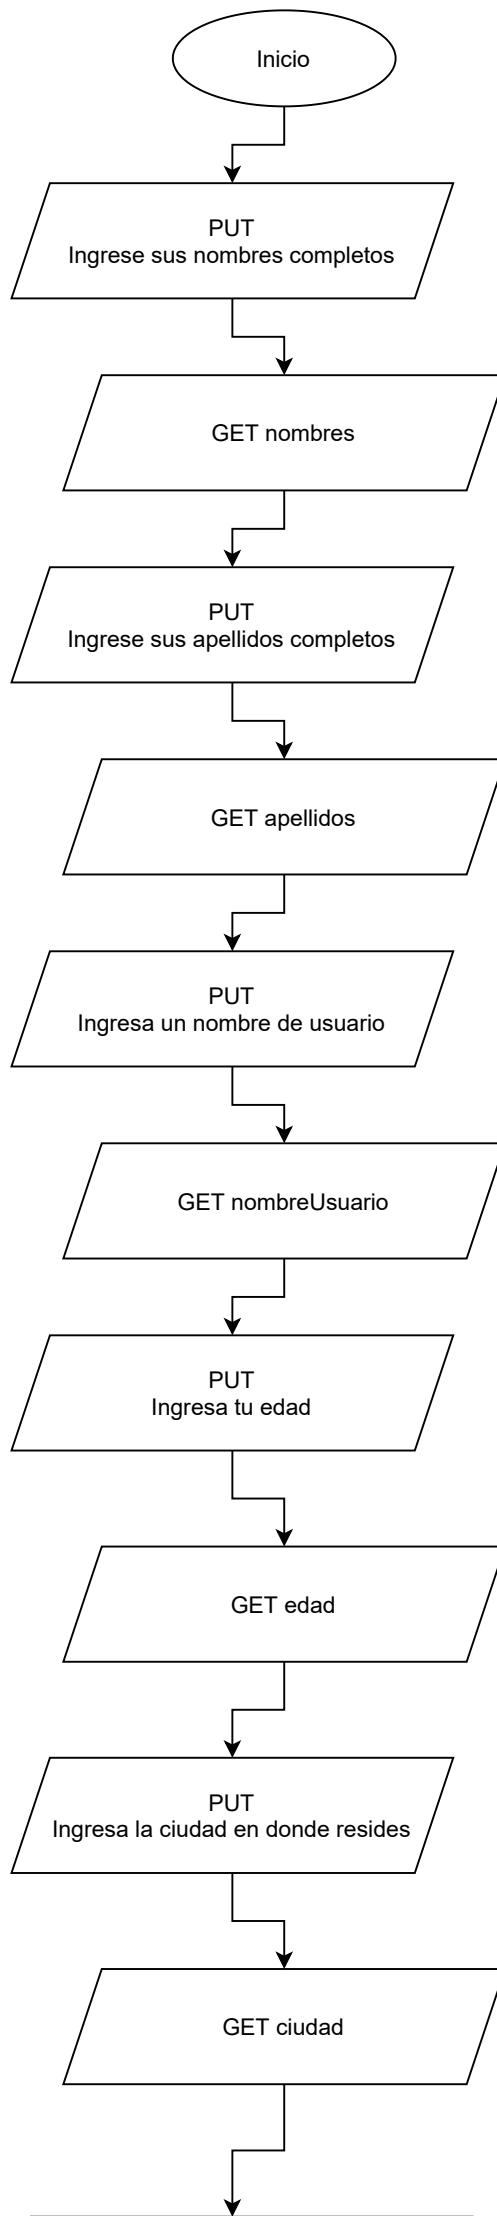 Inicio
PUT
Ingrese sus nombres completos
GET nombres
PUT
Ingrese sus apellidos completos
GET apellidos
PUT
Ingresa un nombre de usuario
GET nombreUsuario
PUT
Ingresa tu edad
GET edad
PUT
Ingresa la ciudad en donde resides
GET ciudad